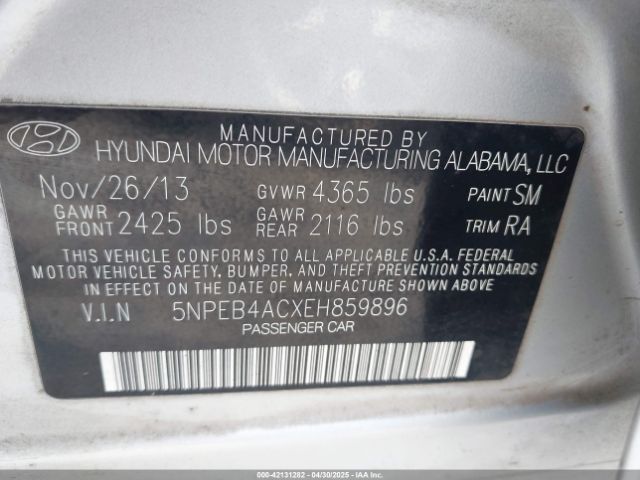 MANUFACTURED BY
HYUNDAI MOTOR MANUFACTURING ALABAMA, LLC
Nov/26/13 GVWR 4365 lbs PAINT SM
GAWR FRONT 2425 lbs GAWR REAR 2116 lbs TRIM RA
THIS VEHICLE CONFORMS TO ALL APPLICABLE U.S.A. FEDERAL
MOTOR VEHICLE SAFETY, BUMPER, AND THEFT PREVENTION STANDARDS
IN EFFECT ON THE DATE OF MANUFACTURE SHOWN ABOVE.
V.I.N 5NPEB4ACXEH859896
PASSENGER CAR
000-42131282 - 04/30/2025 - IAAI.com